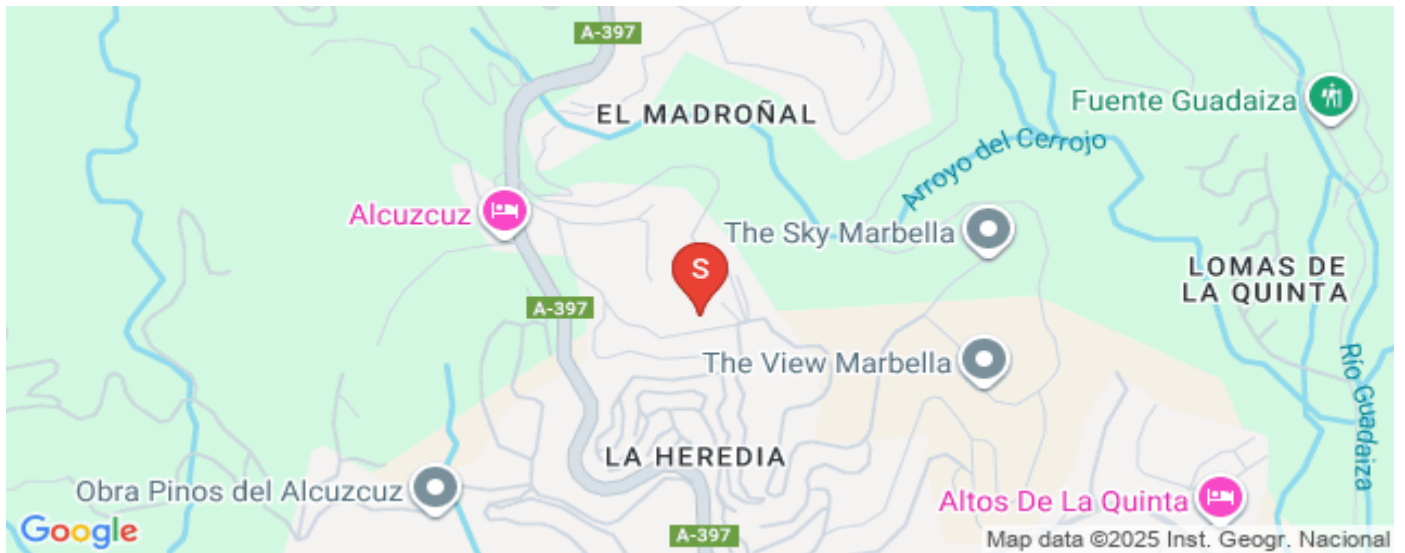 A-397
EL MADROÑAL
Fuente Guadaiza
Arroyo del Cerrojo
Alcuzcuz
The Sky Marbella
S
LOMAS DE
LA QUINTA
A-397
The View Marbella
Río Guadaiza
LA HEREDIA
Obra Pinos del Alcuzcuz
Altos De La Quinta
Google
A-397
Map data ©2025 Inst. Geogr. Nacional